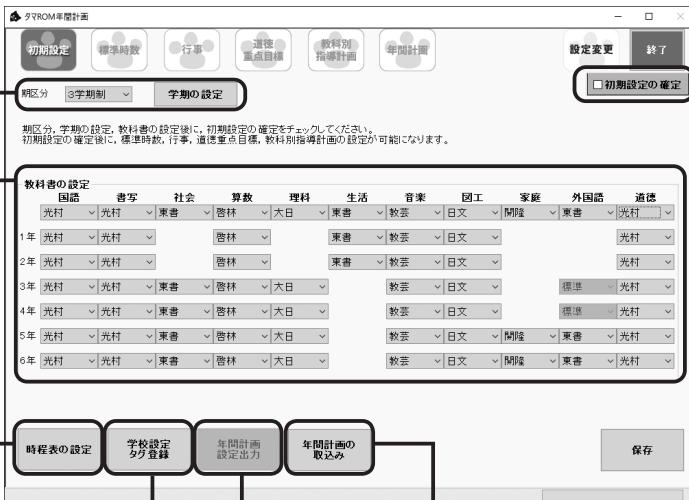 タマROM年間計画
初期設定 標準時数 行事 道徳重点目標 教科別指導計画 年間計画 設定変更 終了
期区分 3学期制 学期の設定 □初期設定の確定
期区分，学期の設定，教科書の設定後に，初期設定の確定をチェックしてください。
初期設定の確定後に，標準時数，行事，道徳重点目標，教科別指導計画の設定が可能になります。
教科書の設定
国語 書写 社会 算数 理科 生活 音楽 図工 家庭 外国語 道徳
光村 光村 東書 啓林 大日 東書 教芸 日文 開隆 東書 光村
1年 光村 光村 啓林 東書 教芸 日文 光村
2年 光村 光村 啓林 東書 教芸 日文 光村
3年 光村 光村 東書 啓林 大日 教芸 日文 標準 光村
4年 光村 光村 東書 啓林 大日 教芸 日文 標準 光村
5年 光村 光村 東書 啓林 大日 教芸 日文 開隆 東書 光村
6年 光村 光村 東書 啓林 大日 教芸 日文 開隆 東書 光村
時程表の設定 学校設定タグ登録 年間計画設定出力 年間計画の取込み 保存